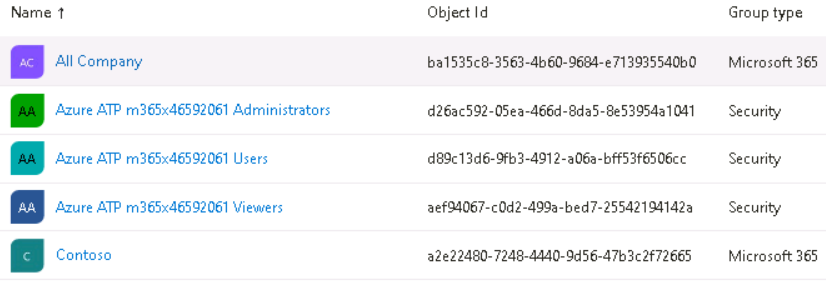 Name ↑ Object Id Group type
AC All Company ba1535c8-3563-4b60-9684-e713935540b0 Microsoft 365
AA Azure ATP m365x46592061 Administrators d26ac592-05ea-466d-8da5-8e53954a1041 Security
AA Azure ATP m365x46592061 Users d89c13d6-9fb3-4912-a06a-bff53f6506cc Security
AA Azure ATP m365x46592061 Viewers aef94067-c0d2-499a-bed7-25542194142a Security
C Contoso a2e22480-7248-4440-9d56-47b3c2f72665 Microsoft 365